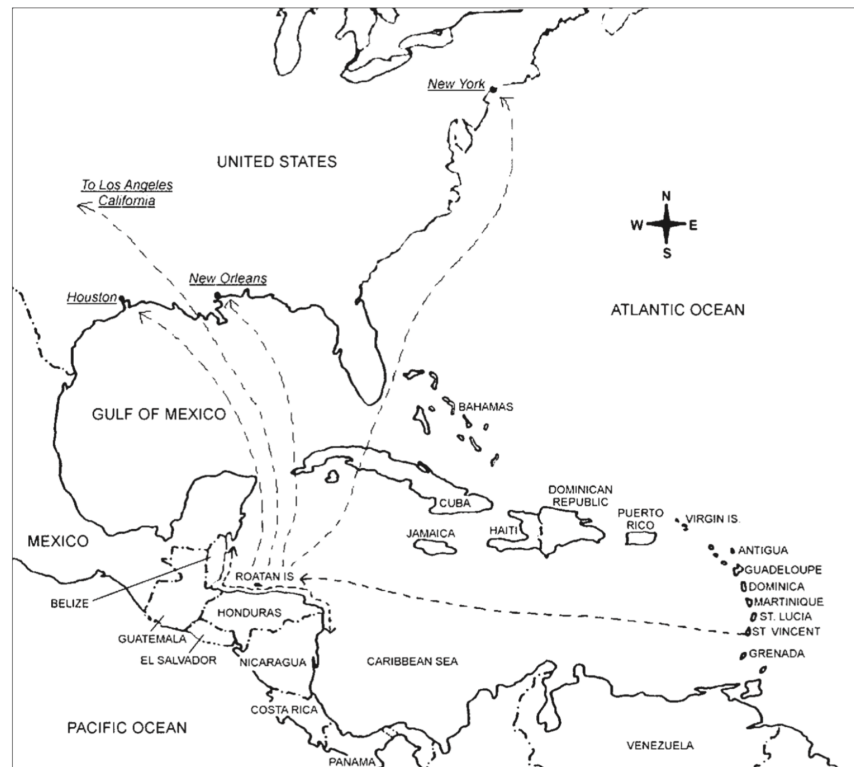 New York
UNITED STATES
To Los Angeles
California
N
W
E
S
New Orleans
Houston
ATLANTIC OCEAN
GULF OF MEXICO
BAHAMAS
CUBA
DOMINICAN
REPUBLIC
PUERTO
RICO
VIRGIN IS.
JAMAICA
HAITI
MEXICO
ANTIGUA
GUADELOUPE
ROATAN IS
DOMINICA
BELIZE
MARTINIQUE
HONDURAS
ST. LUCIA
GUATEMALA
ST VINCENT
EL SALVADOR
NICARAGUA
CARIBBEAN SEA
GRENADA
COSTA RICA
PACIFIC OCEAN
VENEZUELA
PANAMA